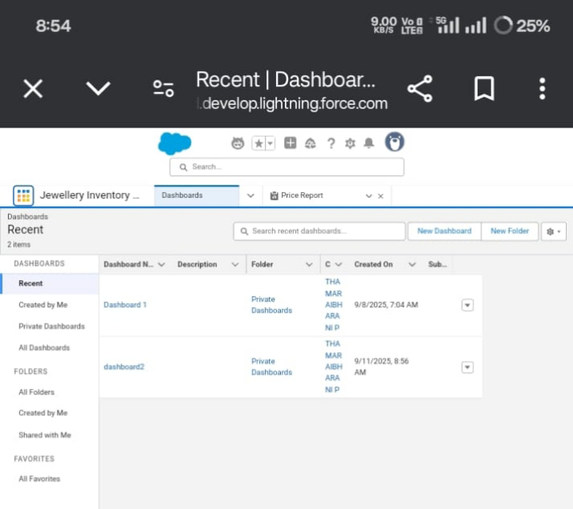 8:54
9.00 KB/S Vo LTE 5G 25%
Recent | Dashboar...
.develop.lightning.force.com
Search...
Jewellery Inventory ... Dashboards Price Report
Dashboards
Recent
2 items
Search recent dashboards...
New Dashboard New Folder
DASHBOARDS
Recent
Created by Me
Private Dashboards
All Dashboards
FOLDERS
All Folders
Created by Me
Shared with Me
FAVORITES
All Favorites
Dashboard N... Description Folder C Created On Sub...
Dashboard 1
Private
Dashboards
THA
MAR
AIBH
ARA
NI P
9/8/2025, 7:04 AM
dashboard2
Private
Dashboards
THA
MAR
AIBH
ARA
NI P
9/11/2025, 8:56
AM